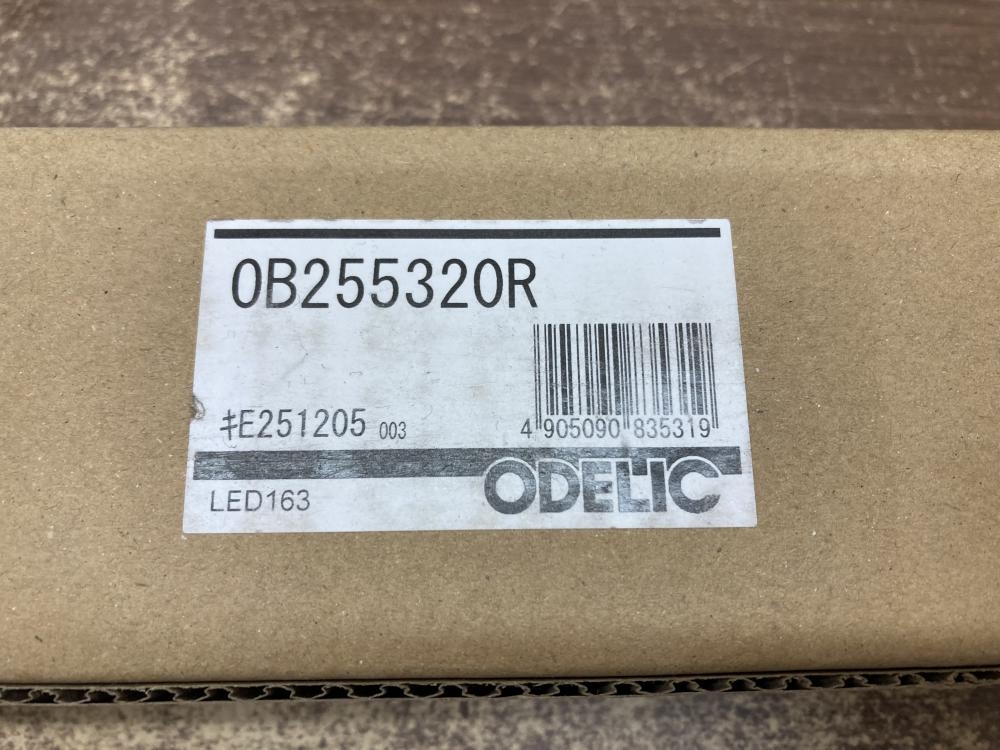 OB255320R
ｷE251205 003
4 905090 835319
ODELIC
LED163